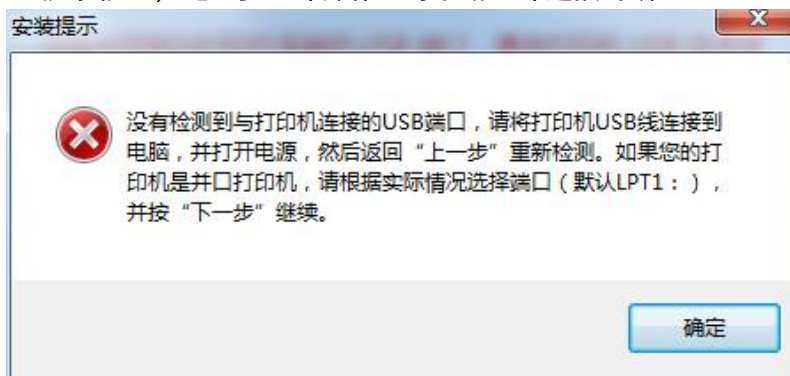 安装提示
没有检测到与打印机连接的USB端口，请将打印机USB线连接到
电脑，并打开电源，然后返回“上一步”重新检测。如果您的打
印机是并口打印机，请根据实际情况选择端口（默认LPT1：），
并按“下一步”继续。
确定